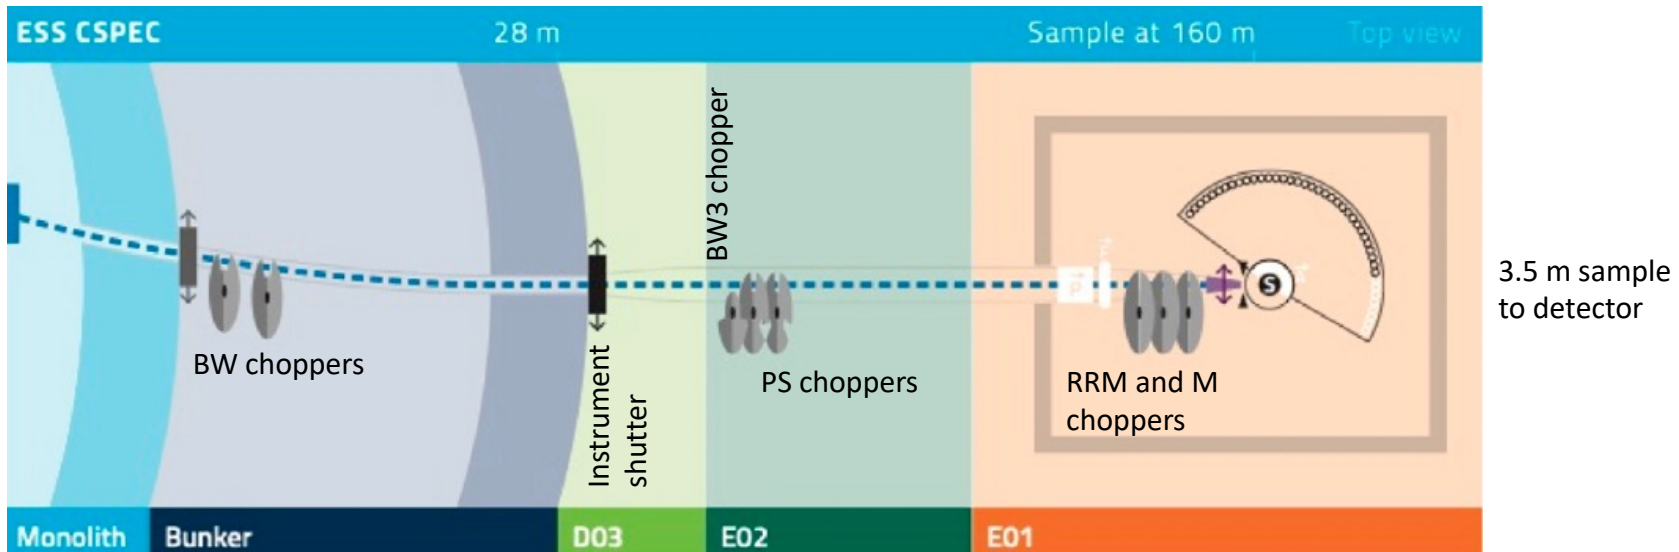 ESS CSPEC
28 m
Sample at 160 m
Top view
BW3 chopper
3.5 m sample
to detector
S
BW choppers
Instrument
shutter
PS choppers
RRM and M
choppers
Monolith
Bunker
D03
E02
E01